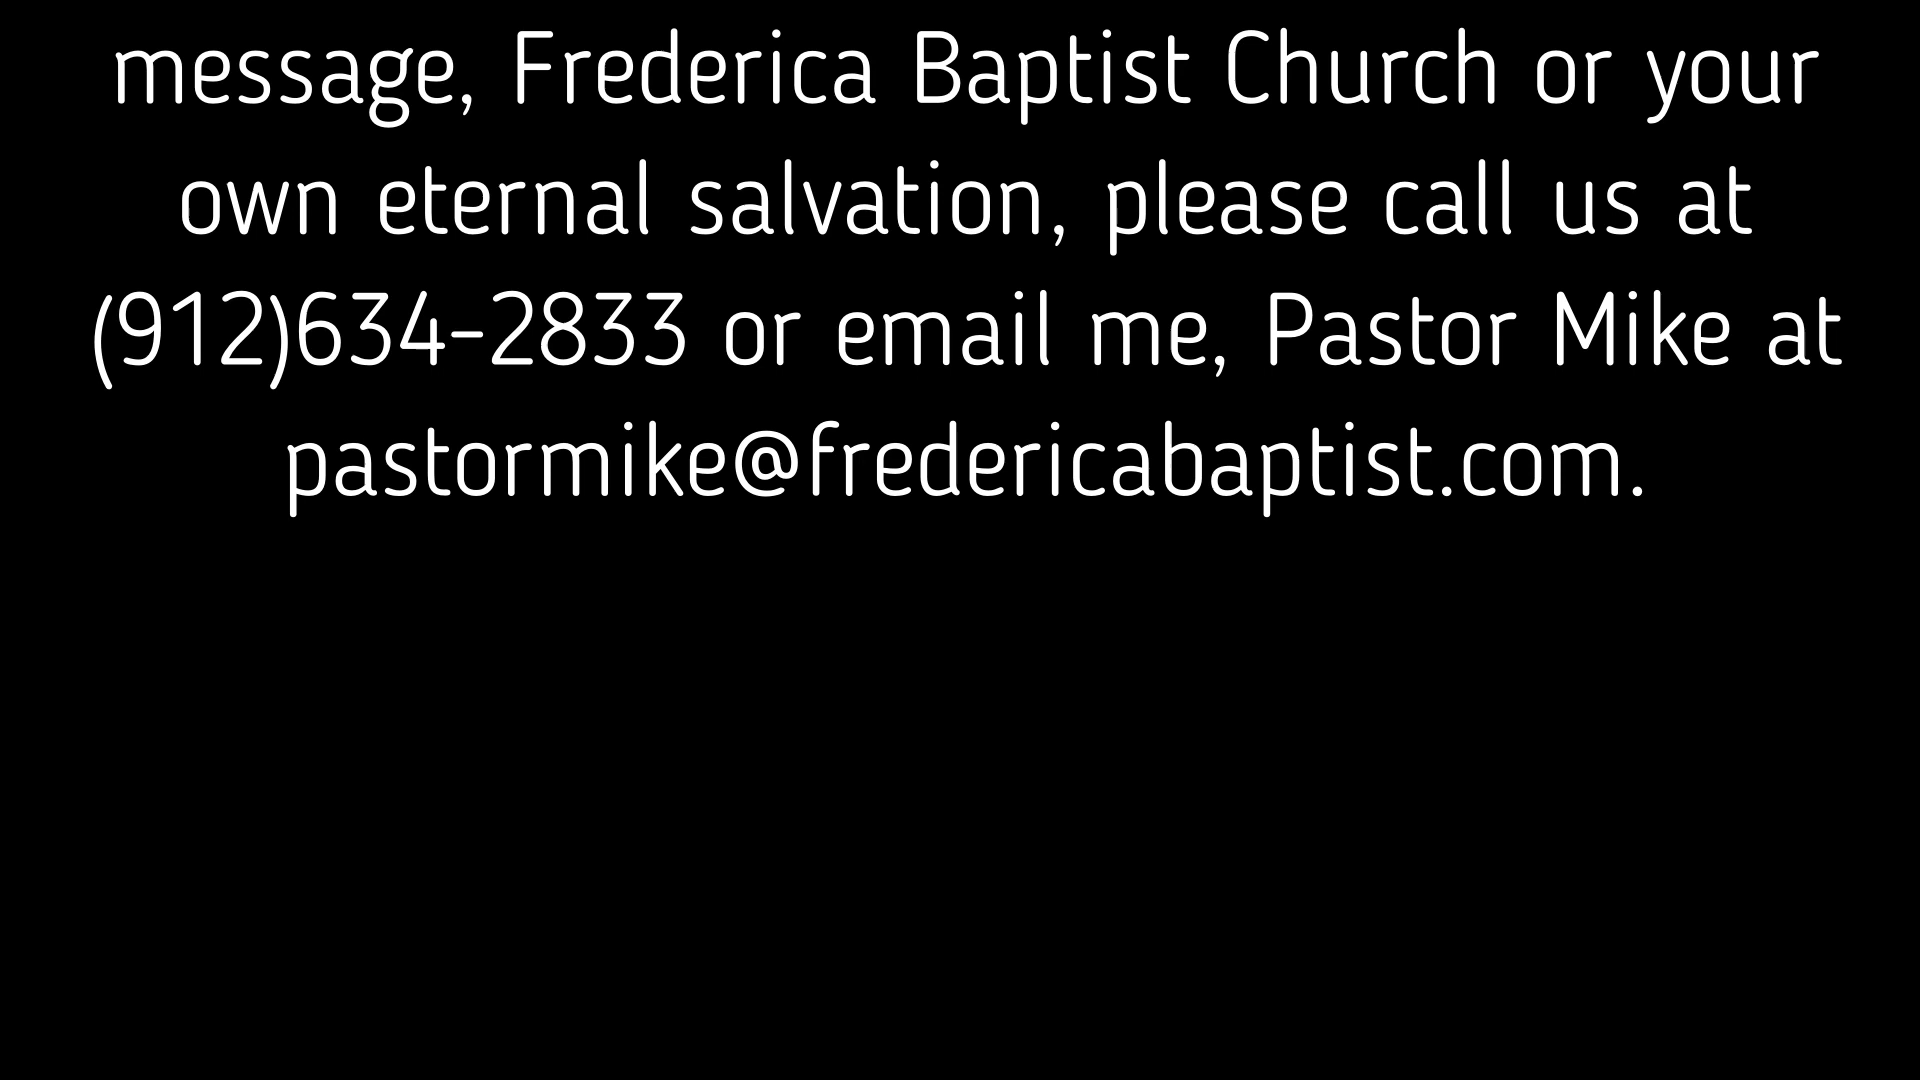 message, Frederica Baptist Church or your
own eternal salvation, please call us at
(912)634-2833 or email me, Pastor Mike at
pastormike@fredericabaptist.com.